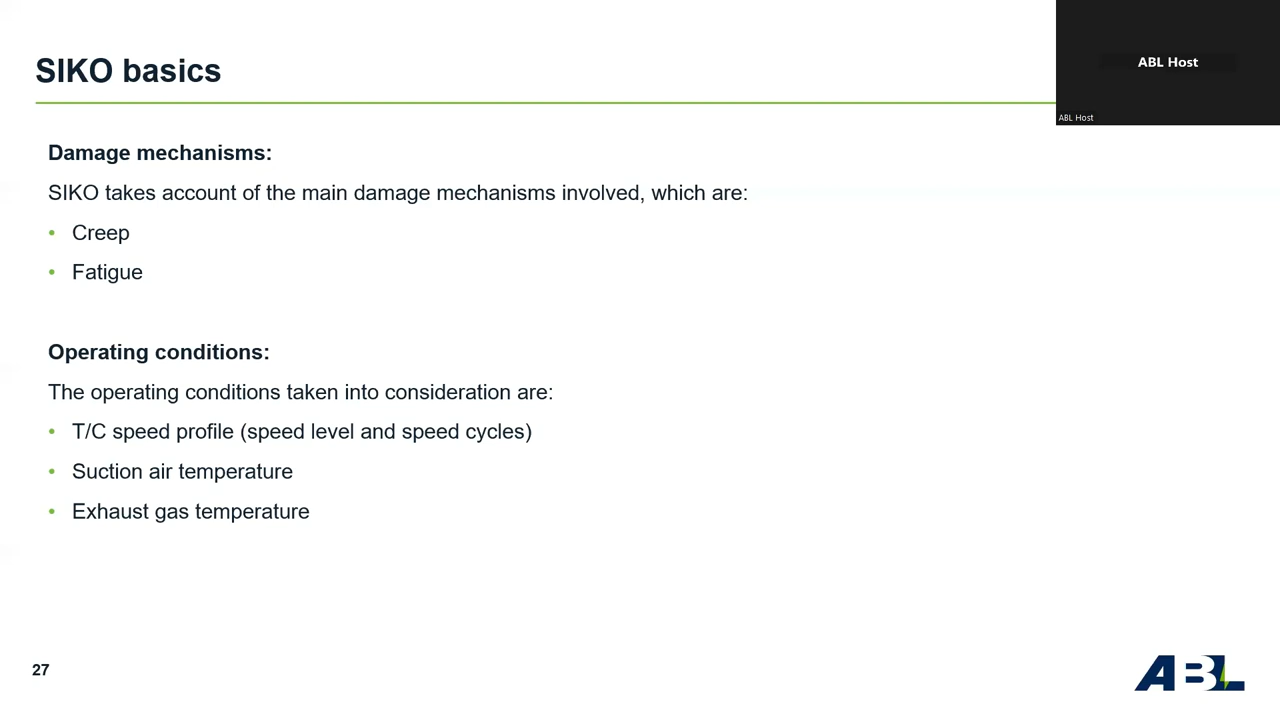 SIKO basics
ABL Host
ABL Host
Damage mechanisms:
SIKO takes account of the main damage mechanisms involved, which are:
• Creep
• Fatigue
Operating conditions:
The operating conditions taken into consideration are:
• T/C speed profile (speed level and speed cycles)
• Suction air temperature
• Exhaust gas temperature
27
ABL